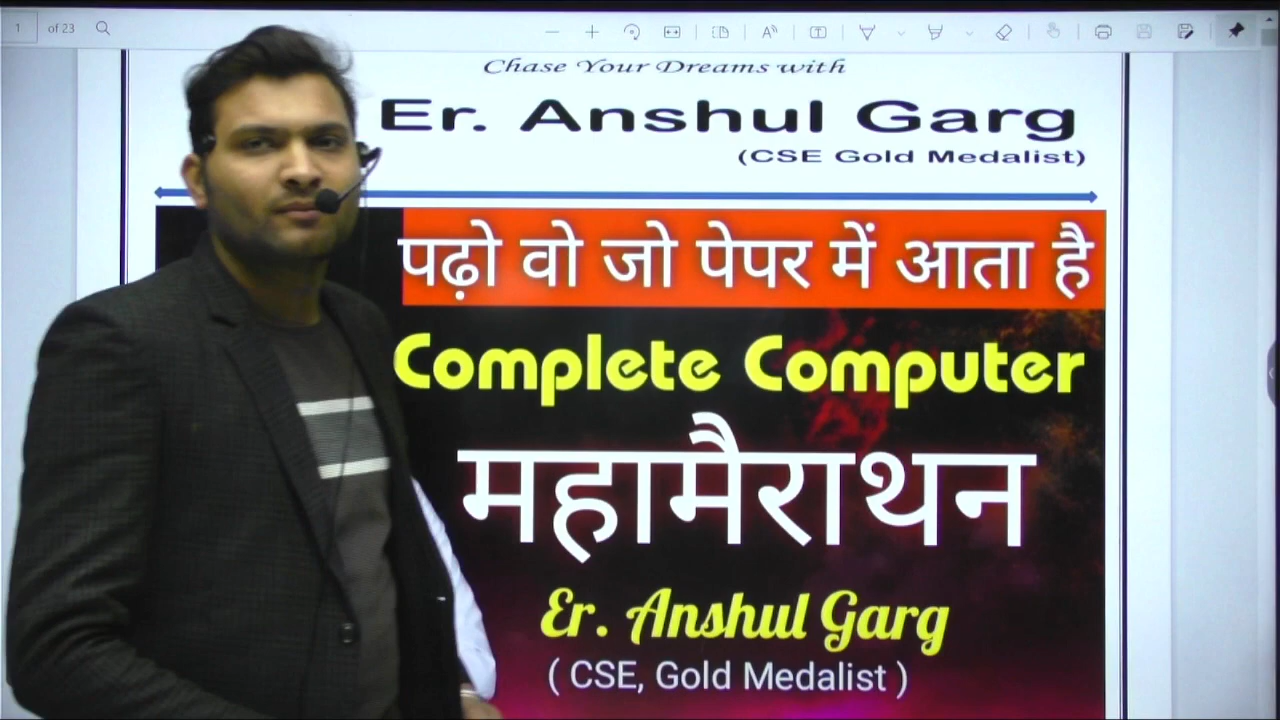 1 of 23
Chase Your Dreams with
Er. Anshul Garg
(CSE Gold Medalist)
पढ़ो वो जो पेपर में आता है
Complete Computer
महामैराथन
Er. Anshul Garg
( CSE, Gold Medalist )